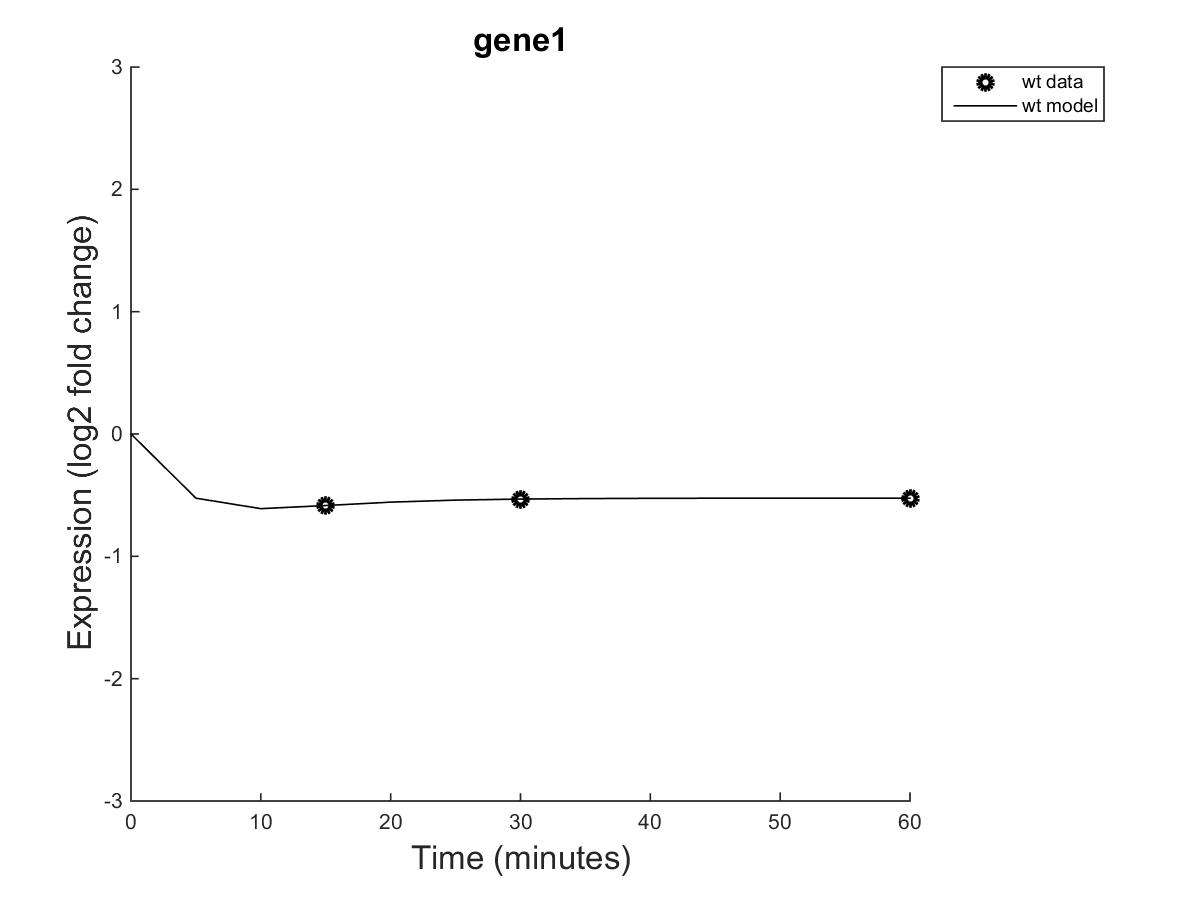 gene1
wt data
wt model
3
2
1
0
-1
-2
-3
Expression (log2 fold change)
0 10 20 30 40 50 60
Time (minutes)